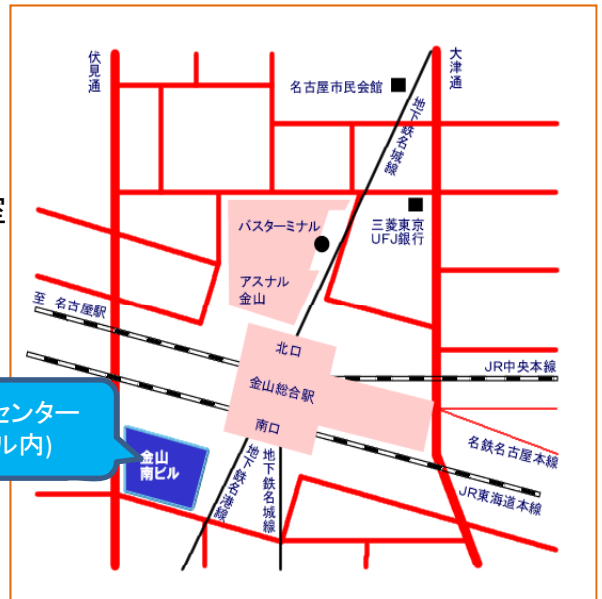 伏見通
大津通
名古屋市民会館
地下鉄名城線
バスターミナル
三菱東京
UFJ銀行
アスナル
金山
至 名古屋駅
北口
JR中央本線
金山総合駅
センター
ル内)
南口
名鉄名古屋本線
金山
南ビル
地下鉄名港線
地下鉄名城線
JR東海道本線